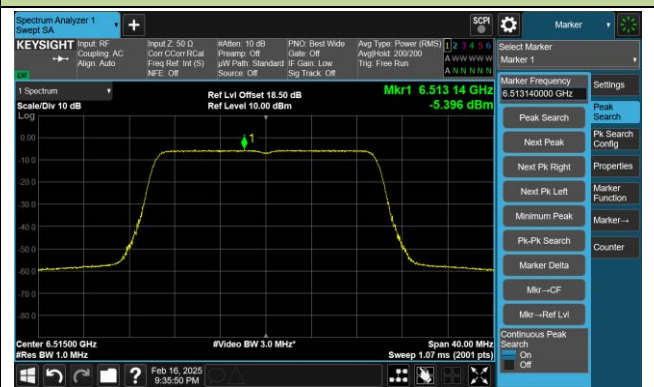 Spectrum Analyzer 1
Swept SA
SCPI
Marker
KEYSIGHT
Input: RF
Coupling: AC
Align: Auto
Input Z: 50 Ω
Corr CCorr RCal
Freq Ref: Int (S)
NFE: Off
#Atten: 10 dB
Preamp: Off
µW Path: Standard
Source: Off
PNO: Best Wide
Gate: Off
IF Gain: Low
Sig Track: Off
Avg Type: Power (RMS)
Avg|Hold: 200/200
Trig: Free Run
1 2 3 4 5 6
A W W W W W
A N N N N N
Select Marker
Marker 1
1 Spectrum
Scale/Div 10 dB
Log
Ref Lvl Offset 18.50 dB
Ref Level 10.00 dBm
Mkr1 6.513 14 GHz
-5.396 dBm
0.00
-10.0
-20.0
-30.0
-40.0
-50.0
-60.0
-70.0
-80.0
1
Center 6.51500 GHz
#Res BW 1.0 MHz
#Video BW 3.0 MHz*
Span 40.00 MHz
Sweep 1.07 ms (2001 pts)
Marker Frequency
6.513140000 GHz
Peak Search
Next Peak
Next Pk Right
Next Pk Left
Minimum Peak
Pk-Pk Search
Marker Delta
Mkr→CF
Mkr→Ref Lvl
Continuous Peak
Search
On
Off
Settings
Peak
Search
Pk Search
Config
Properties
Marker
Function
Marker→
Counter
Feb 16, 2025
9:35:50 PM